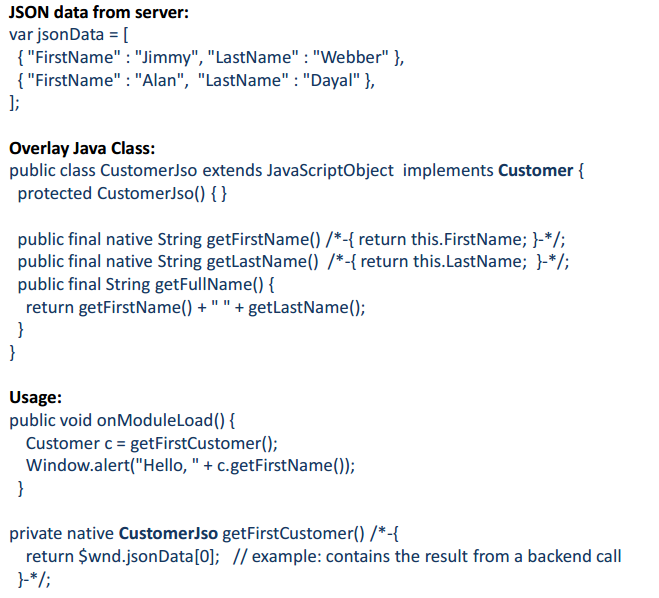 JSON data from server:
var jsonData = [
{ "FirstName" : "Jimmy", "LastName" : "Webber" },
{ "FirstName" : "Alan",  "LastName" : "Dayal" },
];
Overlay Java Class:
public class CustomerJso extends JavaScriptObject  implements Customer {
protected CustomerJso() { }
public final native String getFirstName() /*-{ return this.FirstName; }-*/;
public final native String getLastName()  /*-{ return this.LastName;  }-*/;
public final String getFullName() {
return getFirstName() + " " + getLastName();
}
}
Usage:
public void onModuleLoad() {
Customer c = getFirstCustomer();
Window.alert("Hello, " + c.getFirstName());
}
private native CustomerJso getFirstCustomer() /*-{
return $wnd.jsonData[0];   // example: contains the result from a backend call
}-*/;